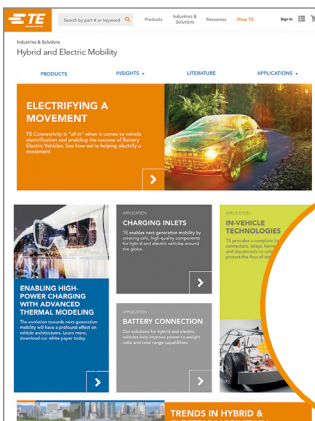 TE
Search by part # or keyword
Products
Industries &
Solutions
Resources
Shop TE
Sign in
Industries & Solutions
Hybrid and Electric Mobility
PRODUCTS
INSIGHTS
LITERATURE
APPLICATIONS
ELECTRIFYING A
MOVEMENT
TE Connectivity is "all in" when it comes to vehicle
electrification and enabling the success of Battery
Electric Vehicles. See how we're helping electrify a
movement.
ENABLING HIGH-
POWER CHARGING
WITH ADVANCED
THERMAL MODELING
The evolution towards next generation
mobility will have a profound effect on
vehicle architectures. Learn more,
download our white paper today.
APPLICATION
CHARGING INLETS
TE enables next generation mobility by
creating safe, high-quality components
for hybrid and electric vehicles around
the globe.
APPLICATION
BATTERY CONNECTION
Our solutions for hybrid and electric
vehicles help improve power-to-weight
ratio and total range capabilities.
APPLICATION
IN-VEHICLE
TECHNOLOGIES
TE provides a complete
connectors, relays,
and disconnects to
protect the flow of
TRENDS IN HYBRID &